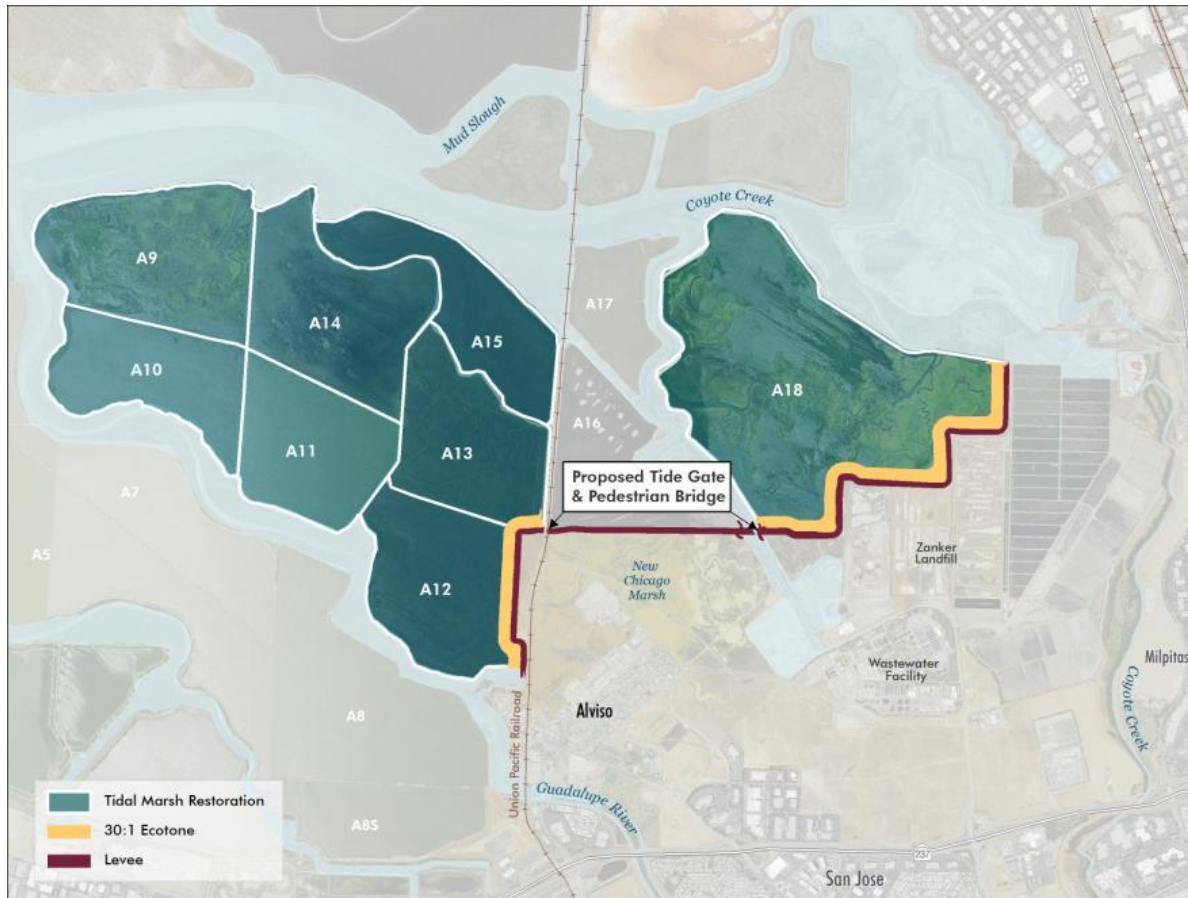 Mud Slough
Coyote Creek
A9
A14
A17
A15
A10
A18
A16
A11
A13
Proposed Tide Gate
& Pedestrian Bridge
A7
A5
Zanker
Landfill
New
Chicago
Marsh
A12
Milpitas
Wastewater
Facility
Coyote Creek
A8
Alviso
Union Pacific Railroad
Guadalupe River
Tidal Marsh Restoration
30:1 Ecotone
Levee
A8S
237
San Jose